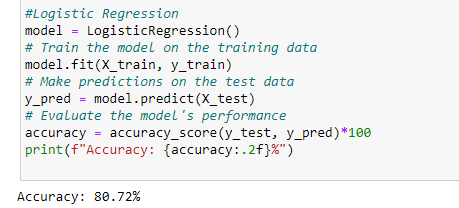 #Logistic Regression
model = LogisticRegression()
# Train the model on the training data
model.fit(X_train, y_train)
# Make predictions on the test data
y_pred = model.predict(X_test)
# Evaluate the model's performance
accuracy = accuracy_score(y_test, y_pred)*100
print(f"Accuracy: {accuracy:.2f}%")
Accuracy: 80.72%